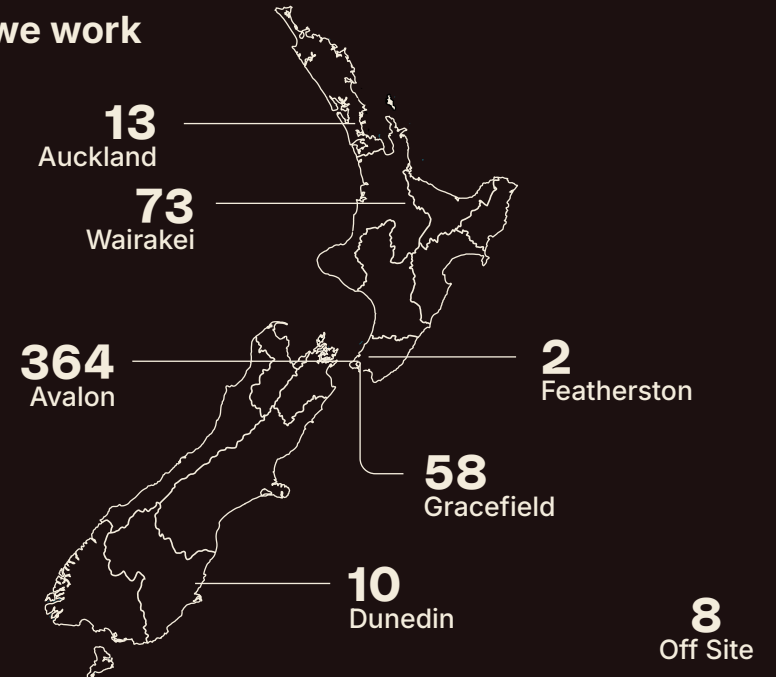 we work
13
Auckland
73
Wairakei
364
Avalon
2
Featherston
58
Gracefield
10
Dunedin
8
Off Site